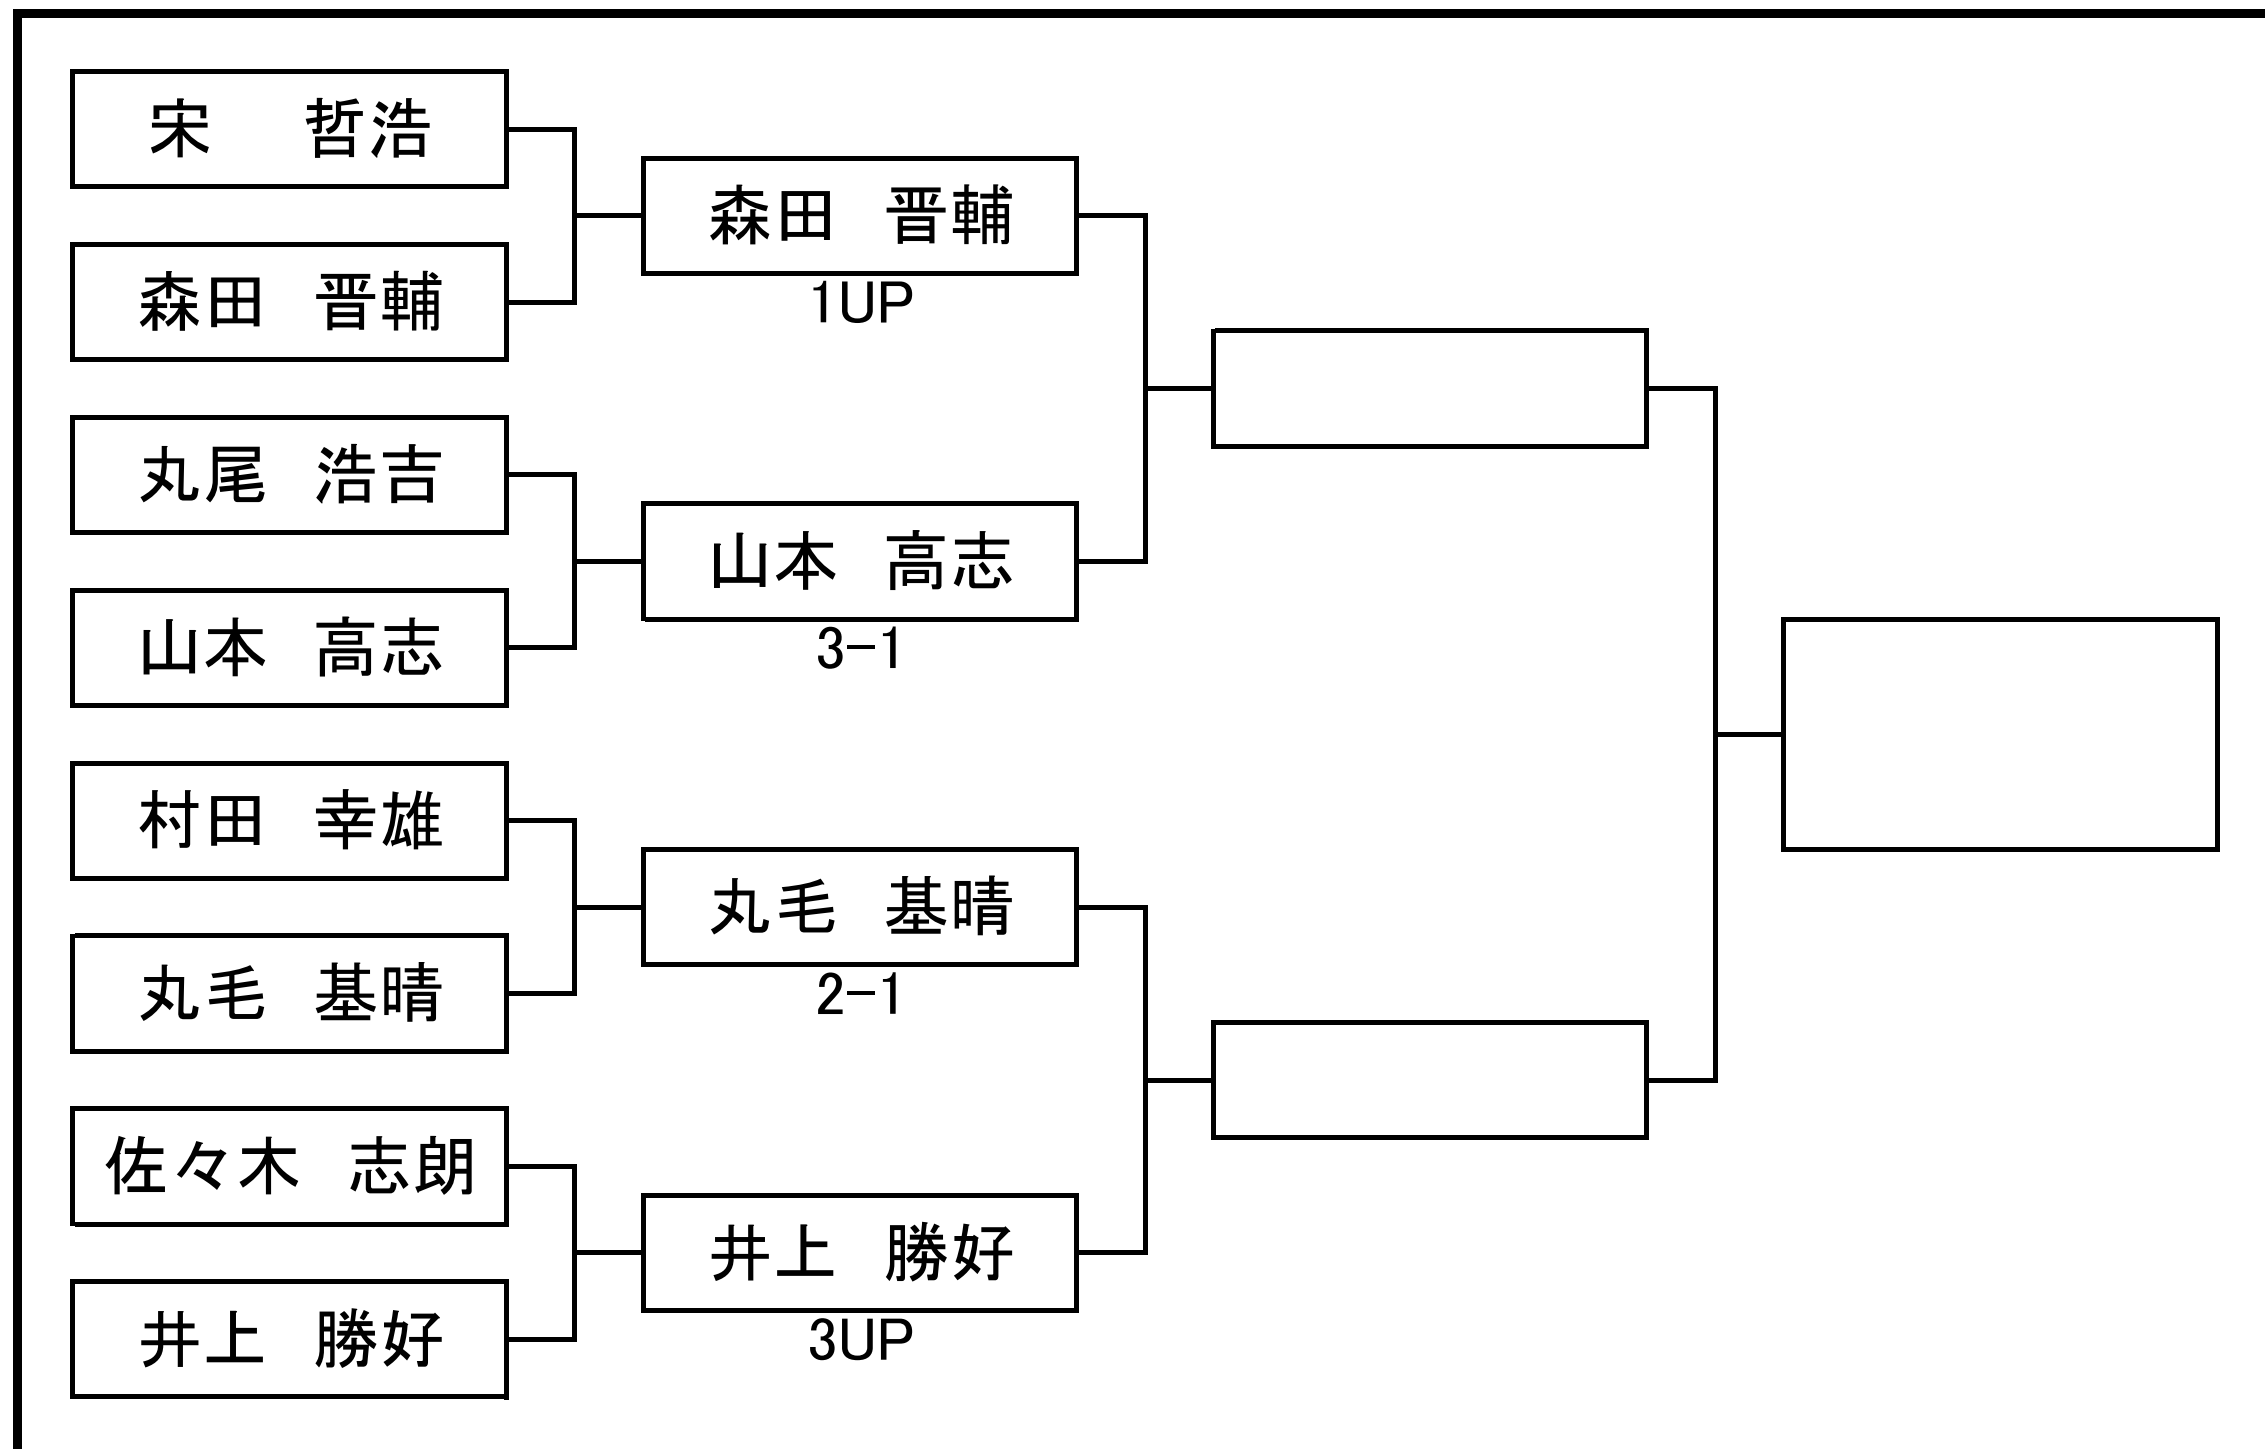 宋　哲浩
森田　晋輔
丸尾　浩吉
山本　高志
村田　幸雄
丸毛　基晴
佐々木　志朗
井上　勝好
森田　晋輔
1UP
山本　高志
3-1
丸毛　基晴
2-1
井上　勝好
3UP